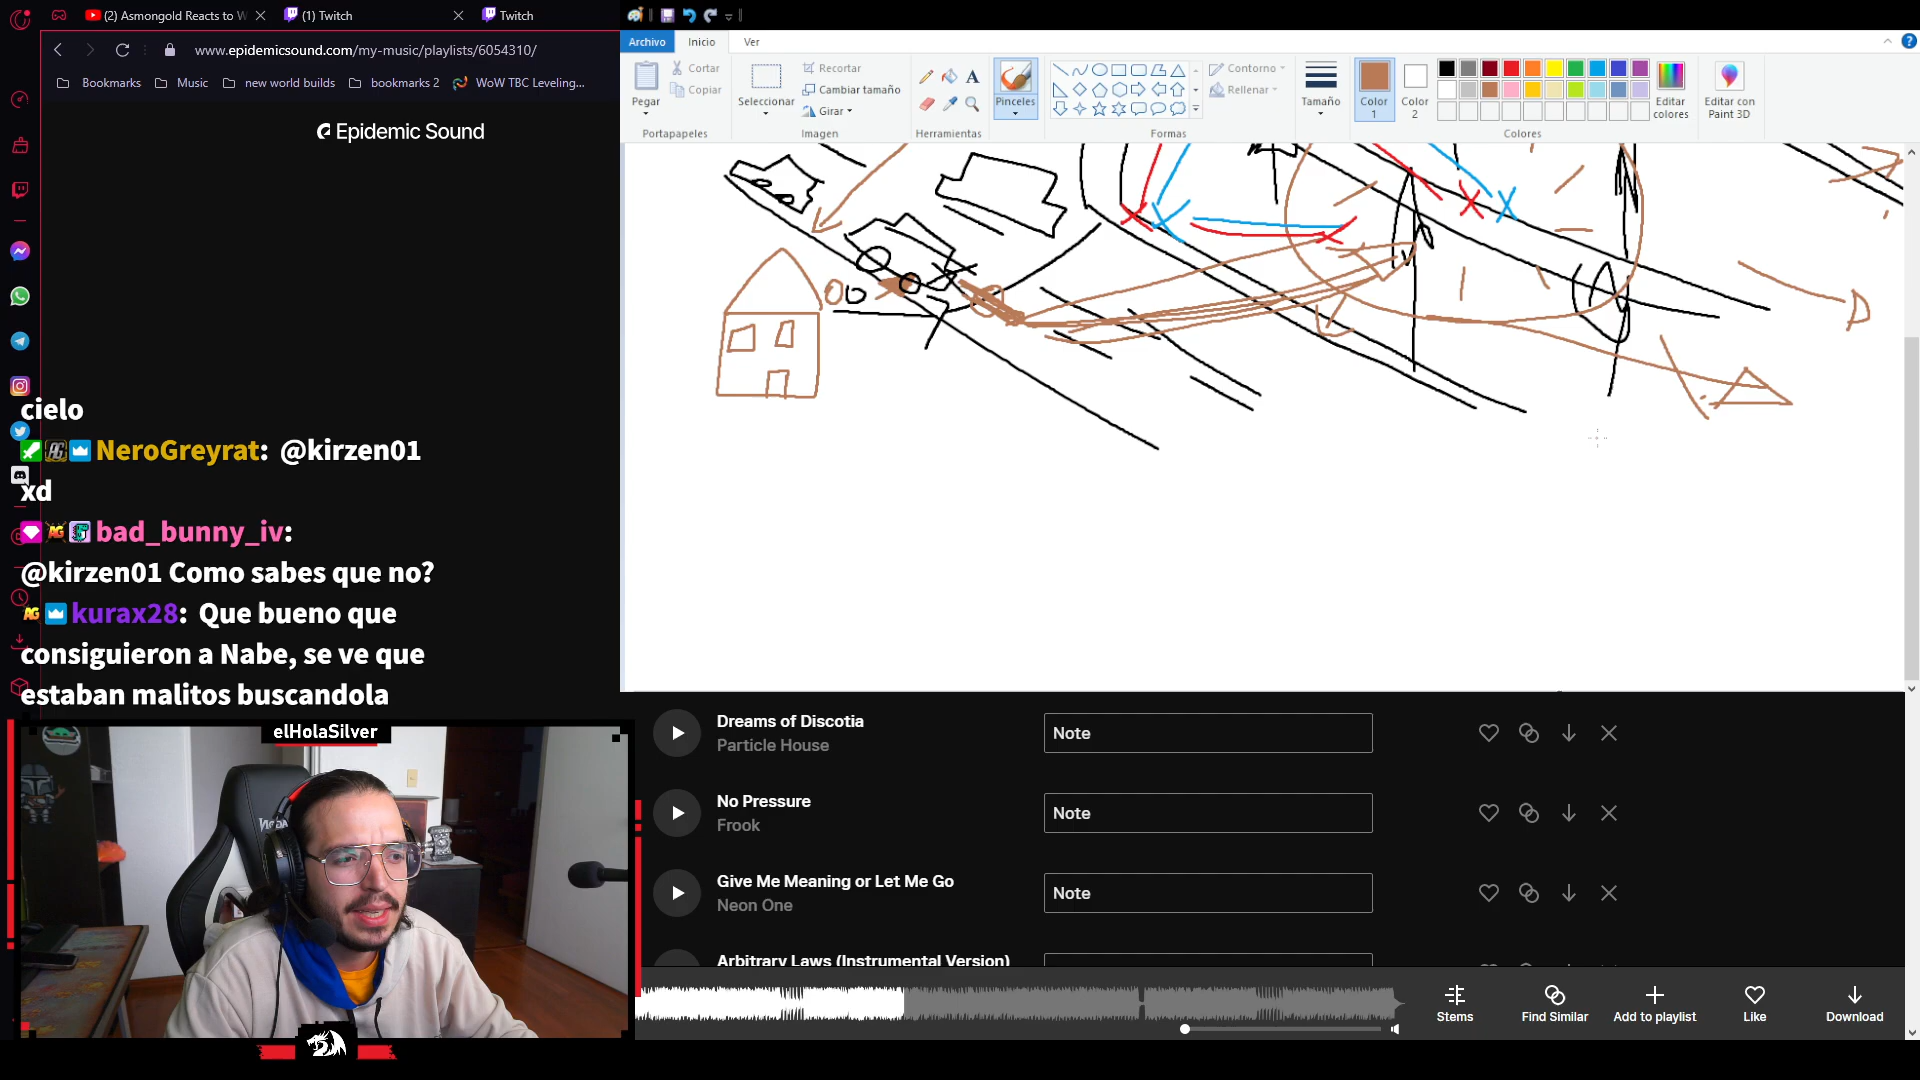 (2) Asmongold Reacts to W
(1) Twitch
Twitch
www.epidemicsound.com/my-music/playlists/6054310/
Bookmarks
Music
new world builds
bookmarks 2
WoW TBC Leveling...
Epidemic Sound
Archivo
Inicio
Ver
Pegar
Cortar
Copiar
Portapapeles
Seleccionar
Recortar
Cambiar tamaño
Girar
Imagen
Herramientas
Pinceles
Formas
Contorno
Rellenar
Tamaño
Color 1
Color 2
Editar colores
Colores
Editar con Paint 3D
cielo
NeroGreyrat: @kirzen01
xd
bad_bunny_iv:
@kirzen01 Como sabes que no?
kurax28: Que bueno que
consiguieron a Nabe, se ve que
estaban malitos buscandola
elHolaSilver
Dreams of Discotia
Particle House
Note
No Pressure
Frook
Note
Give Me Meaning or Let Me Go
Neon One
Note
Arbitrary Laws (Instrumental Version)
Stems
Find Similar
Add to playlist
Like
Download